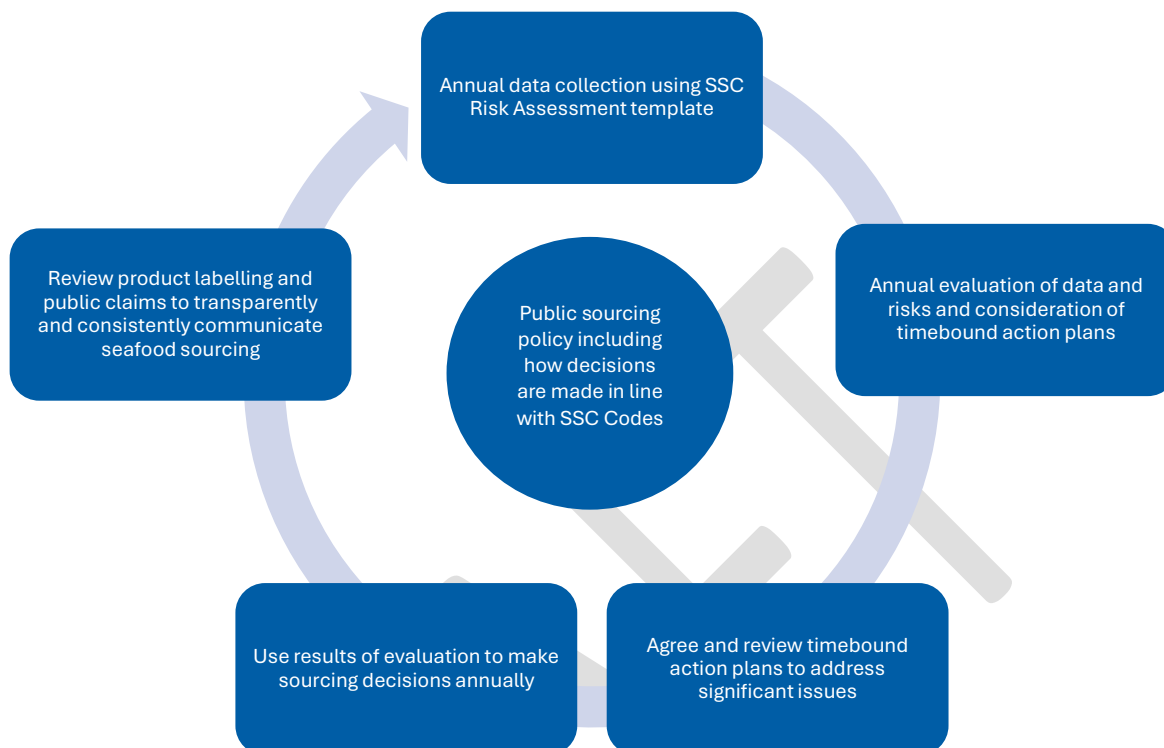 Annual data collection using SSC
Risk Assessment template
Annual evaluation of data and
risks and consideration of
timebound action plans
Agree and review timebound
action plans to address
significant issues
Use results of evaluation to make
sourcing decisions annually
Review product labelling and
public claims to transparently
and consistently communicate
seafood sourcing
Public sourcing
policy including
how decisions
are made in line
with SSC Codes